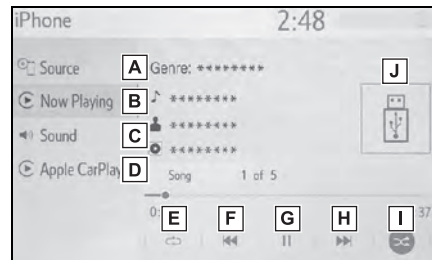 iPhone 2:48
Source
A Genre: ********
J
Now Playing
B ********
Sound
C ********
********
Apple CarPlay
D Song 1 of 5
0: 37
E F G H I